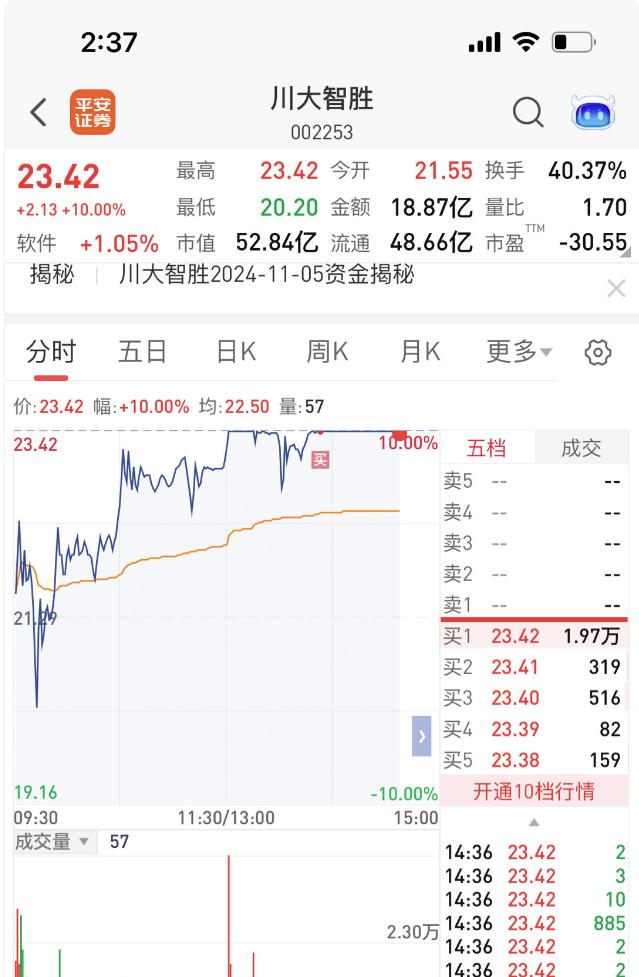 2:37
平安证券
川大智胜
002253
23.42 最高 23.42 今开 21.55 换手 40.37%
+2.13 +10.00% 最低 20.20 金额 18.87亿 量比 1.70
软件 +1.05% 市值 52.84亿 流通 48.66亿 市盈TTM -30.55
揭秘 | 川大智胜2024-11-05资金揭秘
分时 五日 日K 周K 月K 更多
价:23.42 幅:+10.00% 均:22.50 量:57
23.42 10.00%
买
21.29
19.16 -10.00%
09:30 11:30/13:00 15:00
成交量 57
2.30万
五档 成交
卖5 -- --
卖4 -- --
卖3 -- --
卖2 -- --
卖1 -- --
买1 23.42 1.97万
买2 23.41 319
买3 23.40 516
买4 23.39 82
买5 23.38 159
开通10档行情
14:36 23.42 2
14:36 23.42 3
14:36 23.42 10
14:36 23.42 885
14:36 23.42 2
14:36 23.42 2